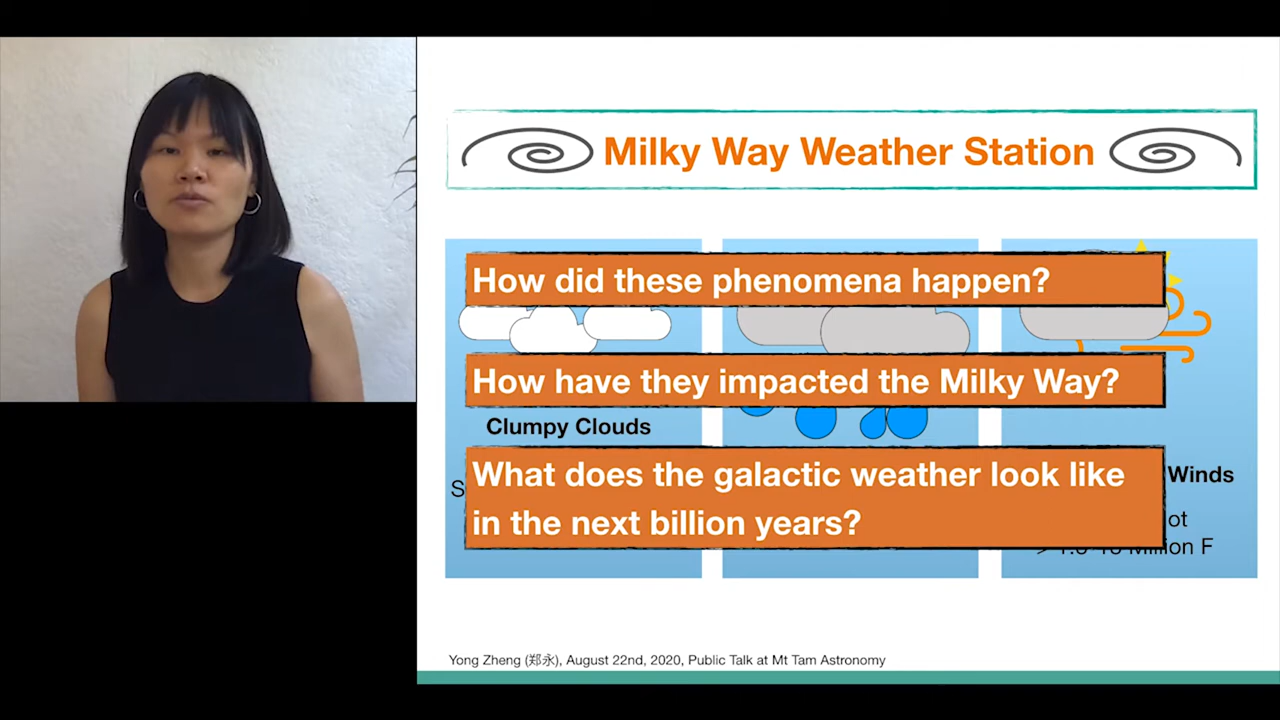 Milky Way Weather Station
How did these phenomena happen?
How have they impacted the Milky Way?
Clumpy Clouds
What does the galactic weather look like
in the next billion years?
Winds
Million F
Yong Zheng (郑永), August 22nd, 2020, Public Talk at Mt Tam Astronomy